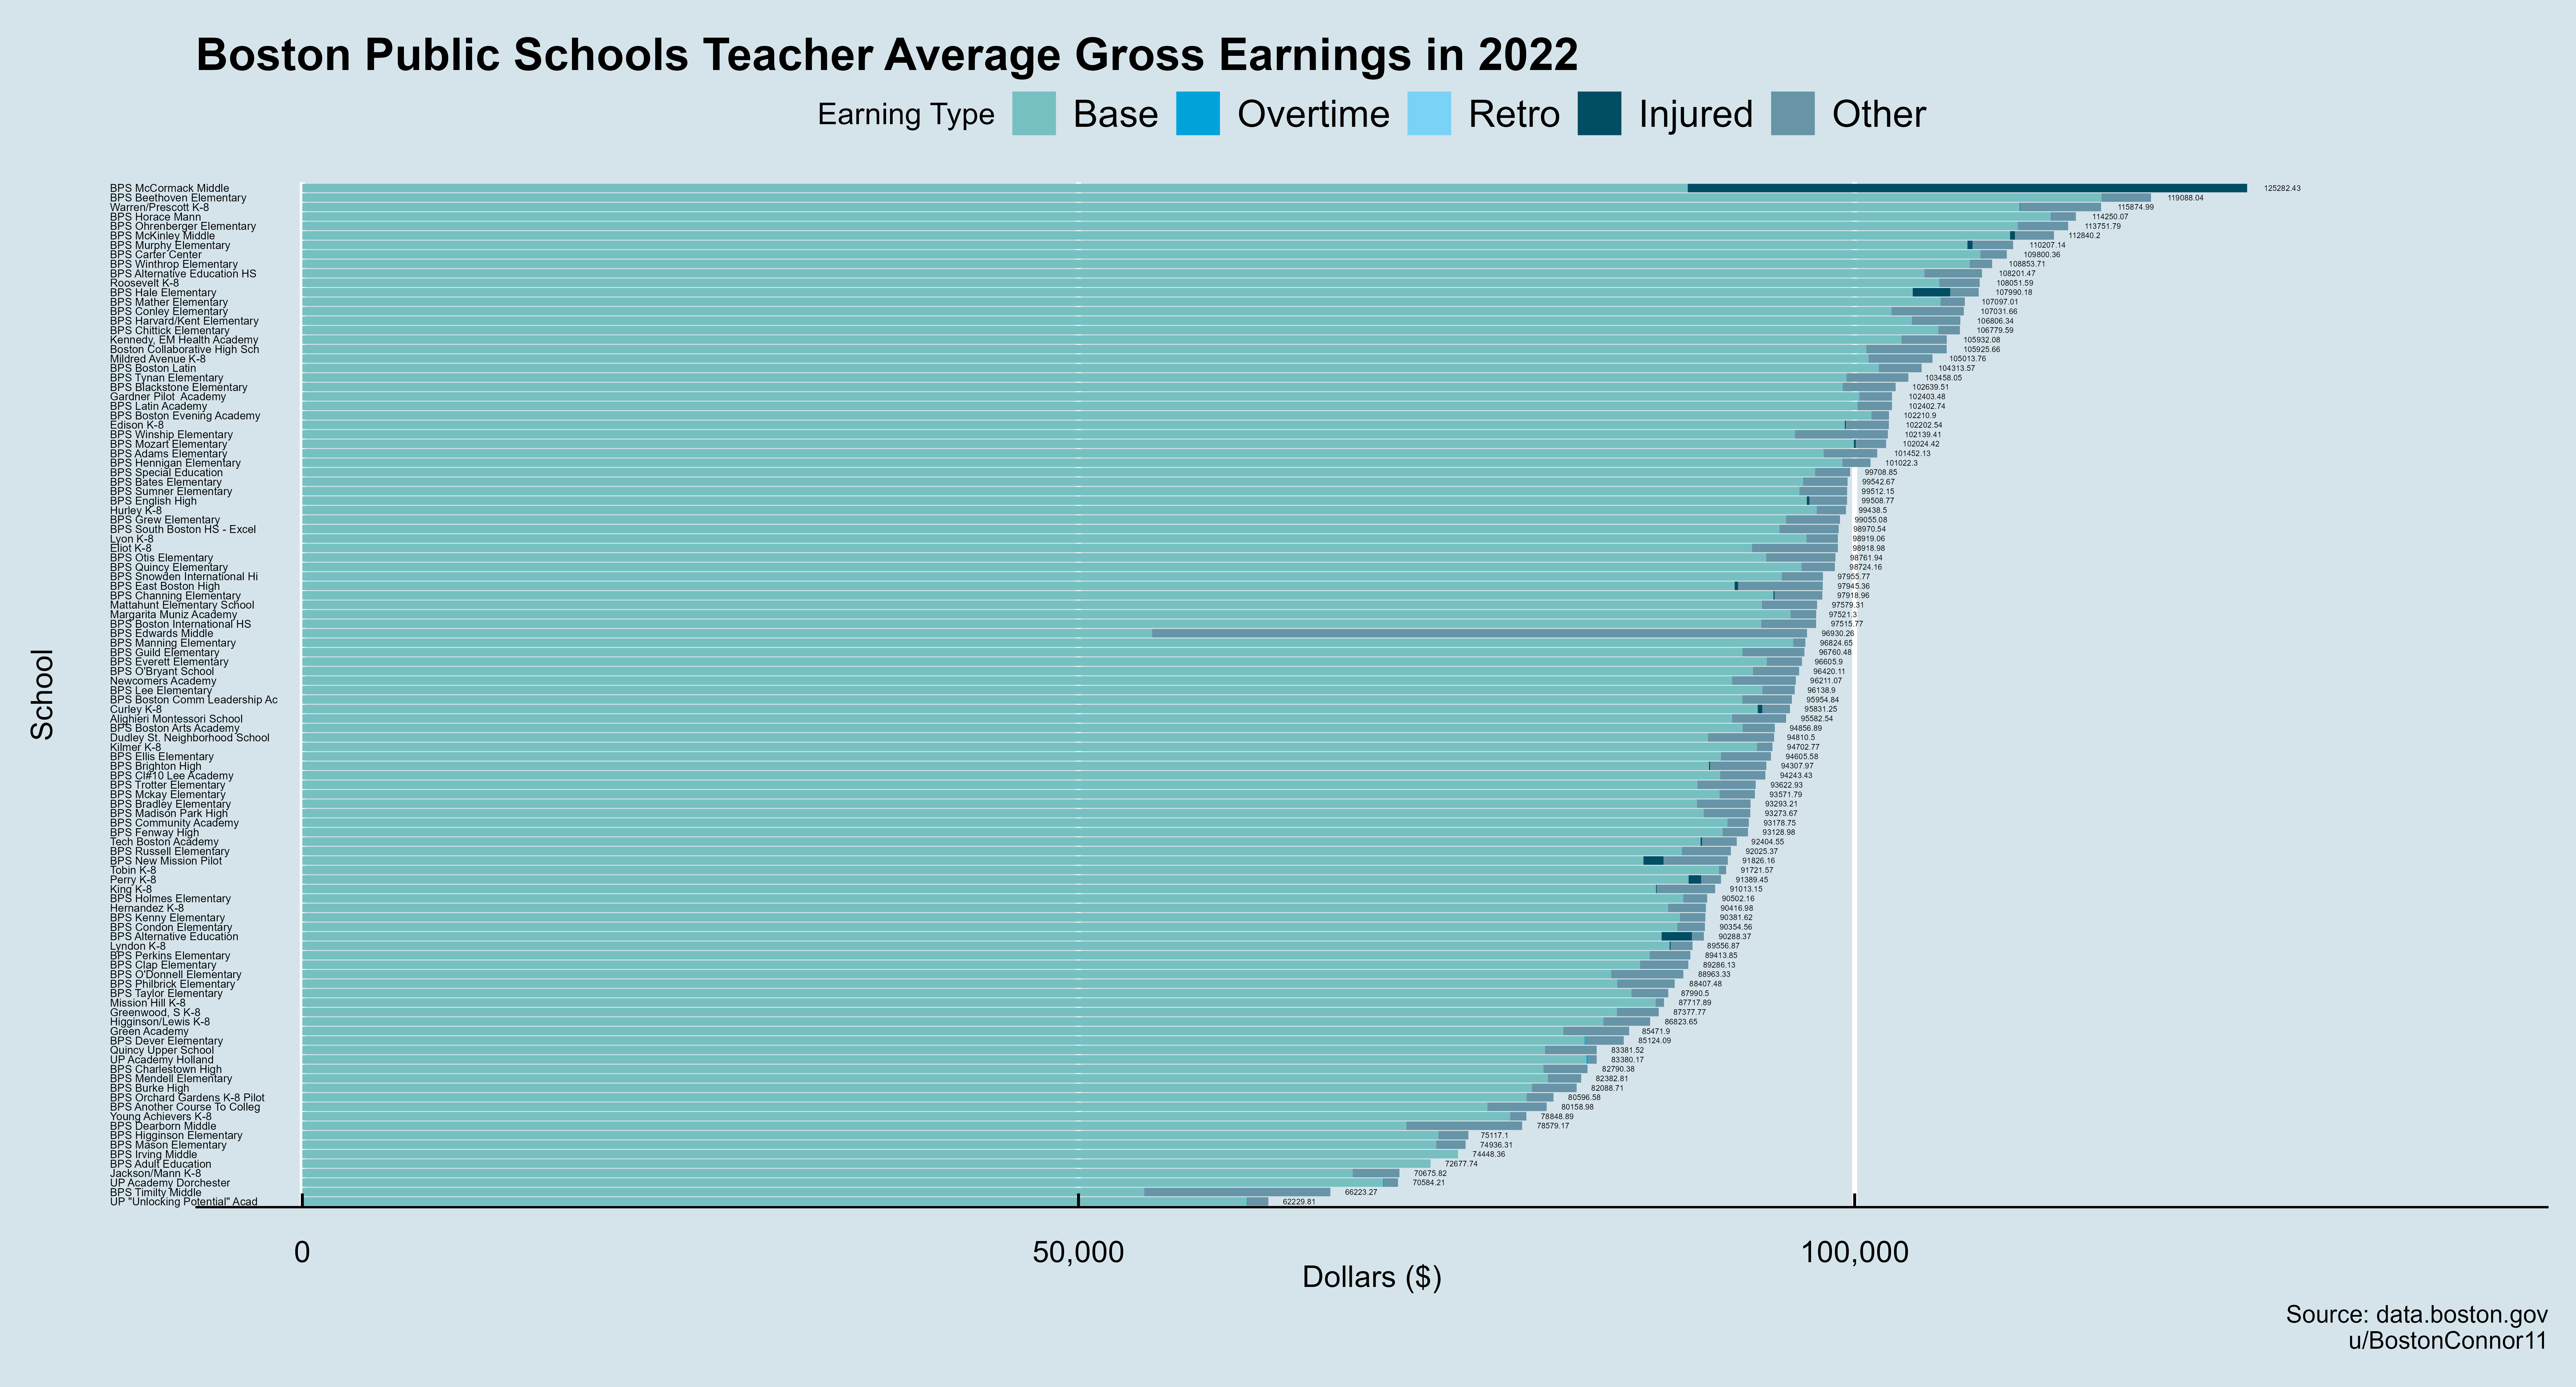 Boston Public Schools Teacher Average Gross Earnings in 2022
Earning Type Base Overtime Retro Injured Other
School
BPS McCormack Middle 125282.43
BPS Beethoven Elementary 119088.04
Warren/Prescott K-8 115874.99
BPS Horace Mann 114250.07
BPS Ohrenberger Elementary 113751.79
BPS McKinley Middle 112840.2
BPS Murphy Elementary 110207.14
BPS Carter Center 109800.36
BPS Winthrop Elementary 108853.71
BPS Alternative Education HS 108201.47
Roosevelt K-8 108051.59
BPS Hale Elementary 107990.18
BPS Mather Elementary 107097.01
BPS Conley Elementary 107031.66
BPS Harvard/Kent Elementary 106806.34
BPS Chittick Elementary 106779.59
Kennedy, EM Health Academy 105932.08
Boston Collaborative High Sch 105925.66
Mildred Avenue K-8 105013.76
BPS Boston Latin 104313.57
BPS Tynan Elementary 103458.05
BPS Blackstone Elementary 102639.51
Gardner Pilot  Academy 102403.48
BPS Latin Academy 102402.74
BPS Boston Evening Academy 102210.9
Edison K-8 102202.54
BPS Winship Elementary 102139.41
BPS Mozart Elementary 102024.42
BPS Adams Elementary 101452.13
BPS Hennigan Elementary 101022.3
BPS Special Education 99708.85
BPS Bates Elementary 99542.67
BPS Sumner Elementary 99512.15
BPS English High 99508.77
Hurley K-8 99438.5
BPS Grew Elementary 99055.08
BPS South Boston HS - Excel 98970.54
Lyon K-8 98919.06
Eliot K-8 98918.98
BPS Otis Elementary 98761.94
BPS Quincy Elementary 98724.16
BPS Snowden International Hi 97955.77
BPS East Boston High 97945.36
BPS Channing Elementary 97918.96
Mattahunt Elementary School 97579.31
Margarita Muniz Academy 97521.3
BPS Boston International HS 97515.77
BPS Edwards Middle 96930.26
BPS Manning Elementary 96824.65
BPS Guild Elementary 96760.48
BPS Everett Elementary 96605.9
BPS O'Bryant School 96420.11
Newcomers Academy 96211.07
BPS Lee Elementary 96138.9
BPS Boston Comm Leadership Ac 95954.84
Curley K-8 95831.25
Alighieri Montessori School 95582.54
BPS Boston Arts Academy 94856.89
Dudley St. Neighborhood School 94810.5
Kilmer K-8 94702.77
BPS Ellis Elementary 94605.58
BPS Brighton High 94307.97
BPS Cl#10 Lee Academy 94243.43
BPS Trotter Elementary 93622.93
BPS Mckay Elementary 93571.79
BPS Bradley Elementary 93293.21
BPS Madison Park High 93273.67
BPS Community Academy 93178.75
BPS Fenway High 93128.98
Tech Boston Academy 92404.55
BPS Russell Elementary 92025.37
BPS New Mission Pilot 91826.16
Tobin K-8 91721.57
Perry K-8 91389.45
King K-8 91013.15
BPS Holmes Elementary 90502.16
Hernandez K-8 90416.98
BPS Kenny Elementary 90381.62
BPS Condon Elementary 90354.56
BPS Alternative Education 90288.37
Lyndon K-8 89556.87
BPS Perkins Elementary 89413.85
BPS Clap Elementary 89286.13
BPS O'Donnell Elementary 88963.33
BPS Philbrick Elementary 88407.48
BPS Taylor Elementary 87990.5
Mission Hill K-8 87717.89
Greenwood, S K-8 87377.77
Higginson/Lewis K-8 86823.65
Green Academy 85471.9
BPS Dever Elementary 85124.09
Quincy Upper School 83381.52
UP Academy Holland 83380.17
BPS Charlestown High 82790.38
BPS Mendell Elementary 82382.81
BPS Burke High 82088.71
BPS Orchard Gardens K-8 Pilot 80596.58
BPS Another Course To Colleg 80158.98
Young Achievers K-8 78848.89
BPS Dearborn Middle 78579.17
BPS Higginson Elementary 75117.1
BPS Mason Elementary 74936.31
BPS Irving Middle 74448.36
BPS Adult Education 72677.74
Jackson/Mann K-8 70675.82
UP Academy Dorchester 70584.21
BPS Timilty Middle 66223.27
UP "Unlocking Potential" Acad 62229.81
0 50,000 100,000
Dollars ($)
Source: data.boston.gov
u/BostonConnor11